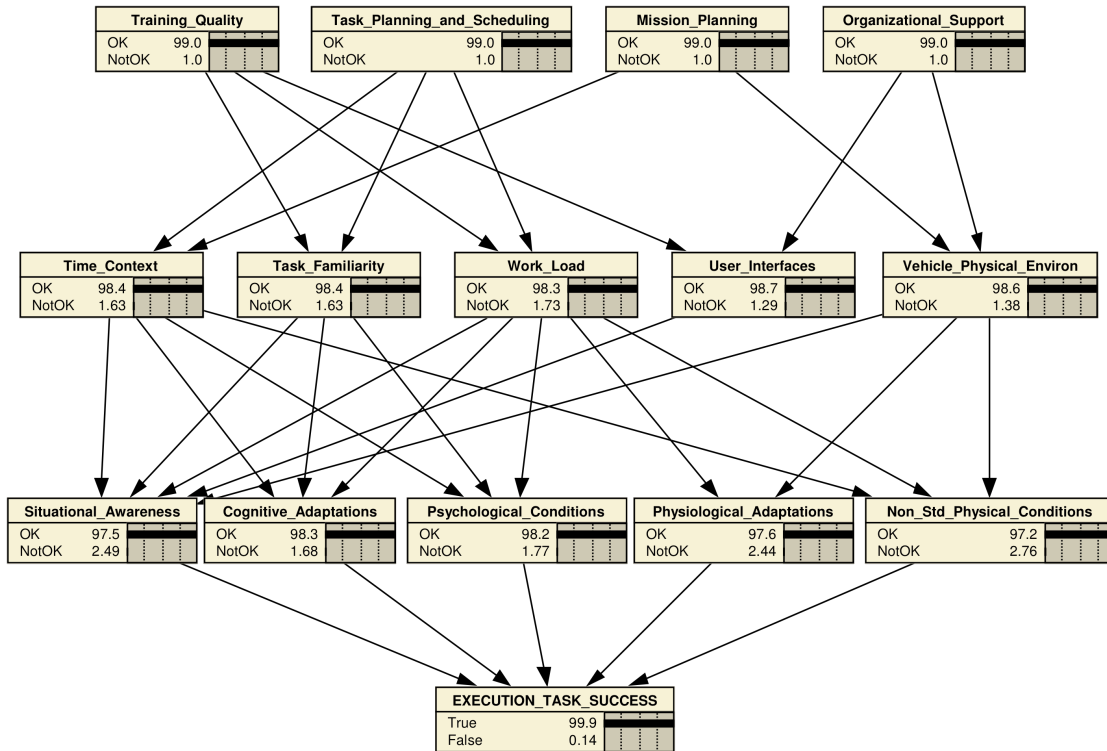 Training_Quality
OK 99.0
NotOK 1.0
Task_Planning_and_Scheduling
OK 99.0
NotOK 1.0
Mission_Planning
OK 99.0
NotOK 1.0
Organizational_Support
OK 99.0
NotOK 1.0
Time_Context
OK 98.4
NotOK 1.63
Task_Familiarity
OK 98.4
NotOK 1.63
Work_Load
OK 98.3
NotOK 1.73
User_Interfaces
OK 98.7
NotOK 1.29
Vehicle_Physical_Environ
OK 98.6
NotOK 1.38
Situational_Awareness
OK 97.5
NotOK 2.49
Cognitive_Adaptations
OK 98.3
NotOK 1.68
Psychological_Conditions
OK 98.2
NotOK 1.77
Physiological_Adaptations
OK 97.6
NotOK 2.44
Non_Std_Physical_Conditions
OK 97.2
NotOK 2.76
EXECUTION_TASK_SUCCESS
True 99.9
False 0.14